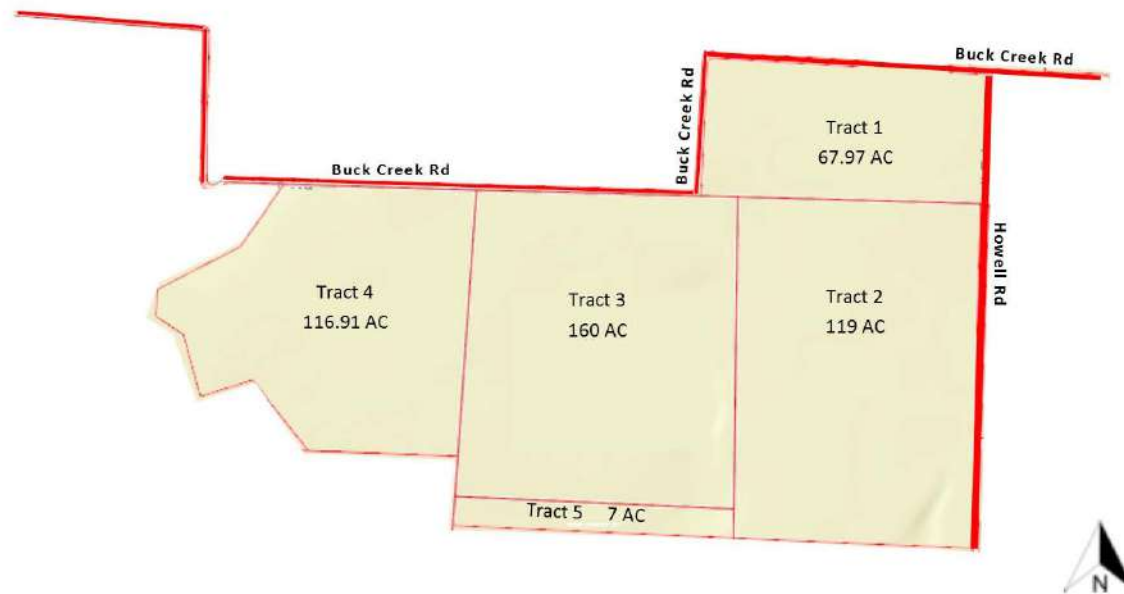 Buck Creek Rd
Buck Creek Rd
Tract 1
67.97 AC
Buck Creek Rd
Howell Rd
Tract 4
116.91 AC
Tract 3
160 AC
Tract 2
119 AC
Tract 5 7 AC
N